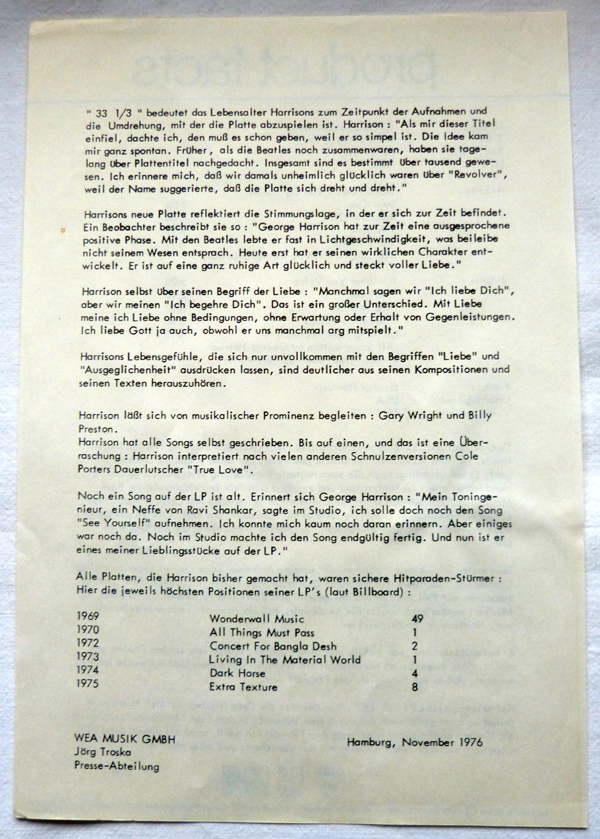 product facts
" 33 1/3 " bedeutet das Lebensalter Harrisons zum Zeitpunkt der Aufnahmen und
die Umdrehung, mit der die Platte abzuspielen ist. Harrison : "Als mir dieser Titel
einfiel, dachte ich, den muß es schon geben, weil er so simpel ist. Die Idee kam
mir ganz spontan. Früher, als die Beatles noch zusammenwaren, haben sie tage-
lang über Plattentitel nachgedacht. Insgesamt sind es bestimmt über tausend gewe-
sen. Ich erinnere mich, daß wir damals unheimlich glücklich waren über "Revolver",
weil der Name suggerierte, daß die Platte sich dreht und dreht."
Harrisons neue Platte reflektiert die Stimmungslage, in der er sich zur Zeit befindet.
Ein Beobachter beschreibt sie so : "George Harrison hat zur Zeit eine ausgesprochene
positive Phase. Mit den Beatles lebte er fast in Lichtgeschwindigkeit, was beileibe
nicht seinem Wesen entsprach. Heute erst hat er seinen wirklichen Charakter ent-
wickelt. Er ist auf eine ganz ruhige Art glücklich und steckt voller Liebe."
Harrison selbst über seinen Begriff der Liebe : "Manchmal sagen wir "Ich liebe Dich",
aber wir meinen "Ich begehre Dich". Das ist ein großer Unterschied. Mit Liebe
meine ich Liebe ohne Bedingungen, ohne Erwartung oder Erhalt von Gegenleistungen.
Ich liebe Gott ja auch, obwohl er uns manchmal arg mitspielt."
Harrisons Lebensgefühle, die sich nur unvollkommen mit den Begriffen "Liebe" und
"Ausgeglichenheit" ausdrücken lassen, sind deutlicher aus seinen Kompositionen und
seinen Texten herauszuhören.
Harrison läßt sich von musikalischer Prominenz begleiten : Gary Wright und Billy
Preston.
Harrison hat alle Songs selbst geschrieben. Bis auf einen, und das ist eine Über-
raschung : Harrison interpretiert nach vielen anderen Schnulzenversionen Cole
Porters Dauerlutscher "True Love".
Noch ein Song auf der LP ist alt. Erinnert sich George Harrison : "Mein Toninge-
nieur, ein Neffe von Ravi Shankar, sagte im Studio, ich solle doch noch den Song
"See Yourself" aufnehmen. Ich konnte mich kaum noch daran erinnern. Aber einiges
war noch da. Noch im Studio machte ich den Song endgültig fertig. Und nun ist er
eines meiner Lieblingsstücke auf der LP."
Alle Platten, die Harrison bisher gemacht hat, waren sichere Hitparaden-Stürmer :
Hier die jeweils höchsten Positionen seiner LP's (laut Billboard) :
1969 Wonderwall Music 49
1970 All Things Must Pass 1
1972 Concert For Bangla Desh 2
1973 Living In The Material World 1
1974 Dark Horse 4
1975 Extra Texture 8
WEA MUSIK GMBH
Jörg Troska
Presse-Abteilung
Hamburg, November 1976